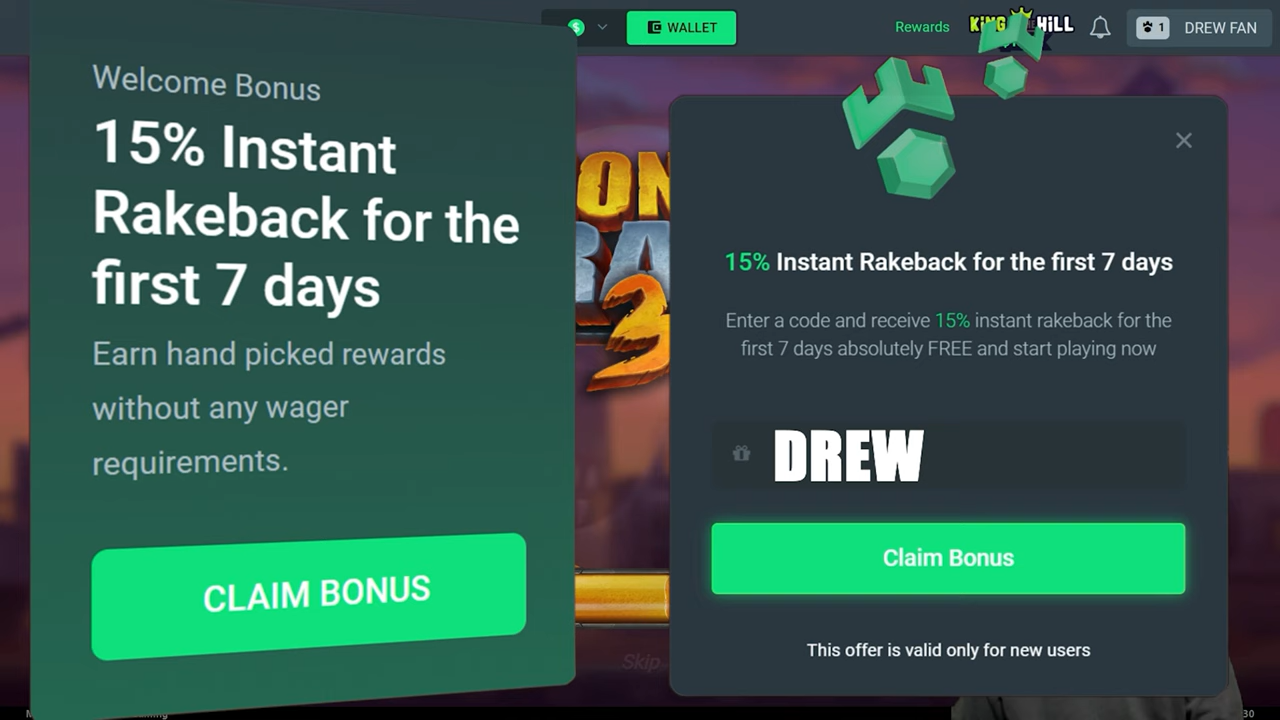 WALLET
Rewards
KING HILL
1
DREW FAN
Welcome Bonus
15% Instant
Rakeback for the
first 7 days
Earn hand picked rewards
without any wager
requirements.
CLAIM BONUS
15% Instant Rakeback for the first 7 days
Enter a code and receive 15% instant rakeback for the
first 7 days absolutely FREE and start playing now
DREW
Claim Bonus
This offer is valid only for new users
Skip
30